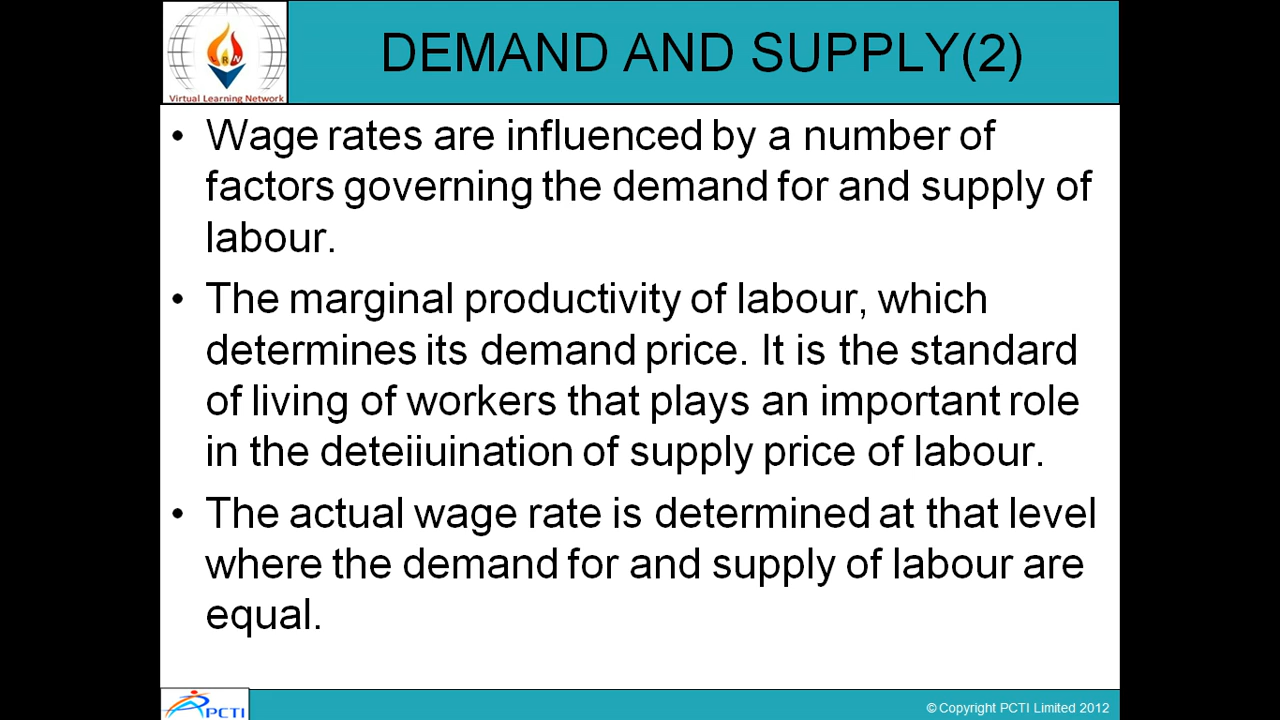 DEMAND AND SUPPLY(2)
Virtual Learning Network
• Wage rates are influenced by a number of
factors governing the demand for and supply of
labour.
• The marginal productivity of labour, which
determines its demand price. It is the standard
of living of workers that plays an important role
in the deteiiuination of supply price of labour.
• The actual wage rate is determined at that level
where the demand for and supply of labour are
equal.
PCTI
© Copyright PCTI Limited 2012